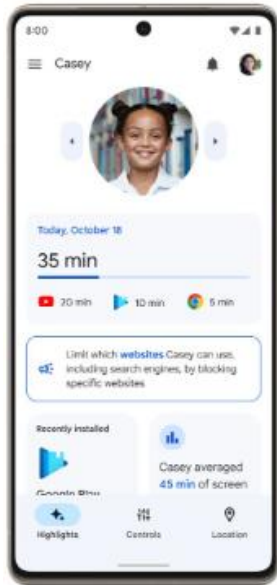 8:00
Casey
Today, October 18
35 min
20 min
10 min
5 min
Limit which websites Casey can use,
including search engines, by blocking
specific websites
Recently installed
Google Play
Casey averaged
45 min of screen
Highlights
Controls
Location